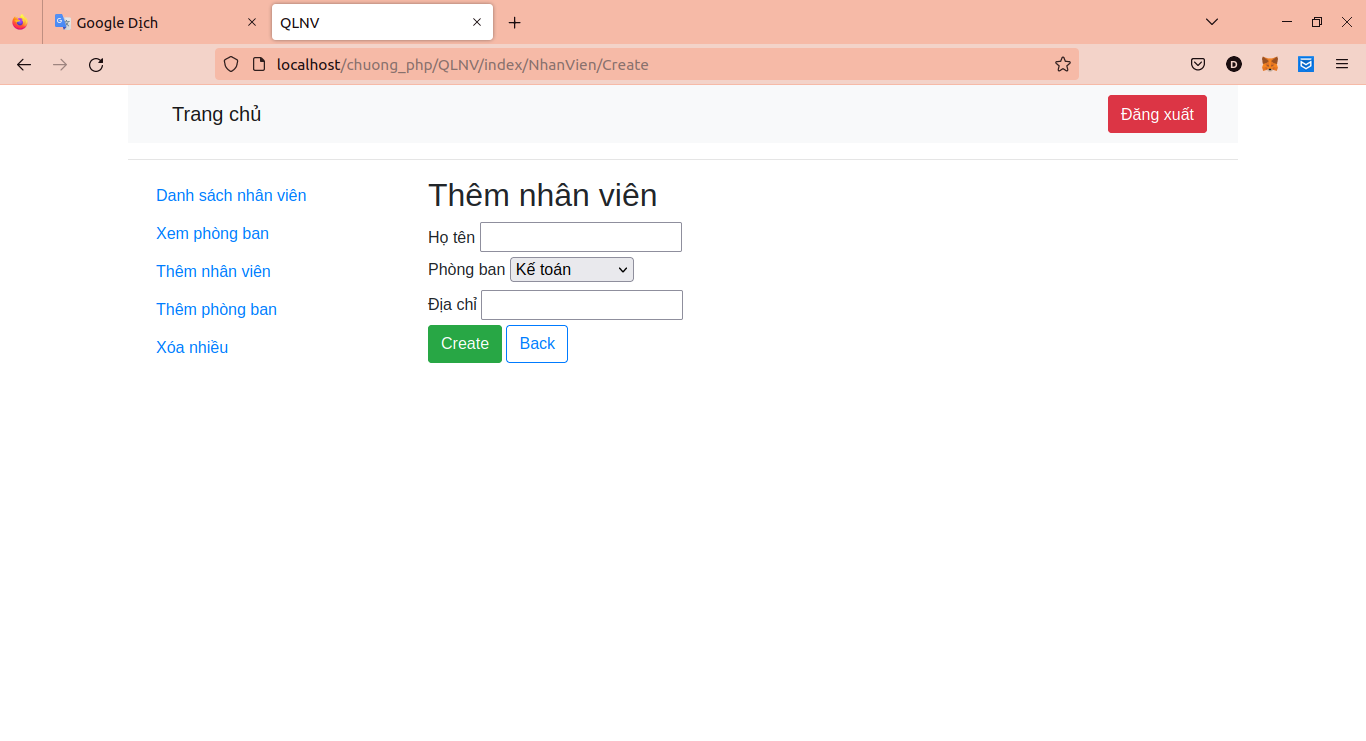 Google Dịch
QLNV
localhost/chuong_php/QLNV/index/NhanVien/Create
D
Trang chủ
Đăng xuất
Danh sách nhân viên
Xem phòng ban
Thêm nhân viên
Thêm phòng ban
Xóa nhiều
Thêm nhân viên
Họ tên
Phòng ban Kế toán
Địa chỉ
Create Back